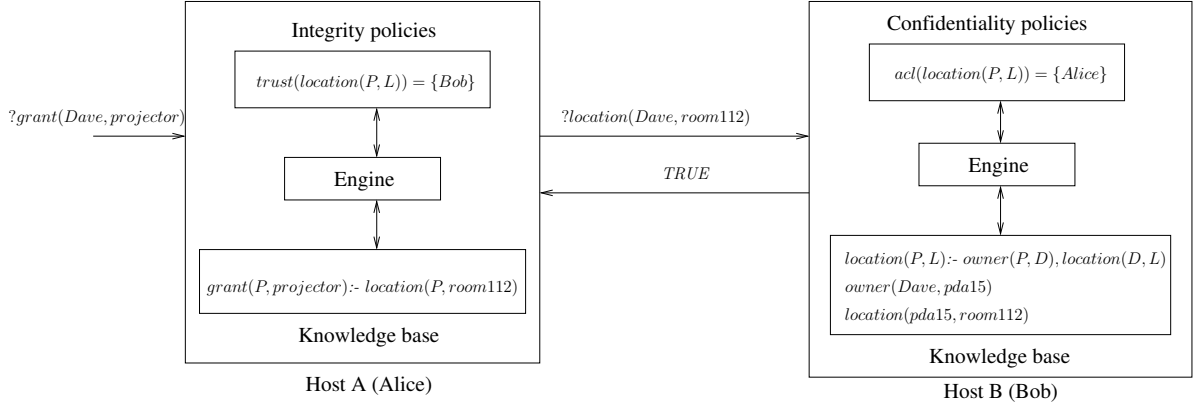 ?grant(Dave, projector)
Integrity policies
trust(location(P, L)) = {Bob}
Engine
grant(P, projector):- location(P, room112)
Knowledge base
Host A (Alice)
?location(Dave, room112)
TRUE
Confidentiality policies
acl(location(P, L)) = {Alice}
Engine
location(P, L):- owner(P, D), location(D, L)
owner(Dave, pda15)
location(pda15, room112)
Knowledge base
Host B (Bob)